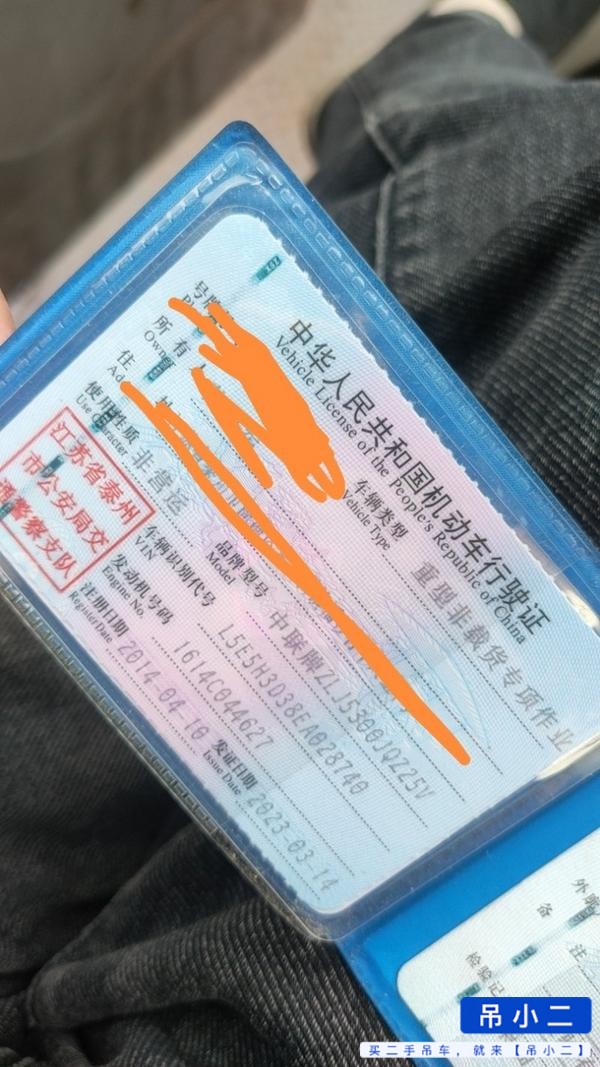 中华人民共和国机动车行驶证
Vehicle License of the People's Republic of China
号牌
车辆类型
Vehicle Type
重型非载货专项作业
所有人
Owner
住址
使用性质
Use Character
非营运
品牌型号
Model
中联牌ZLJ5300JQZ25V
江苏省泰州
市公安局交
通警察支队
车辆识别代号
VIN
L5E5H3D38EA028740
发动机号码
Engine No.
1614C044627
注册日期
Register Date
2014-04-10
发证日期
Issue Date
2023-03-14
备注
检验记
吊小二
买二手吊车，就来【吊小二】